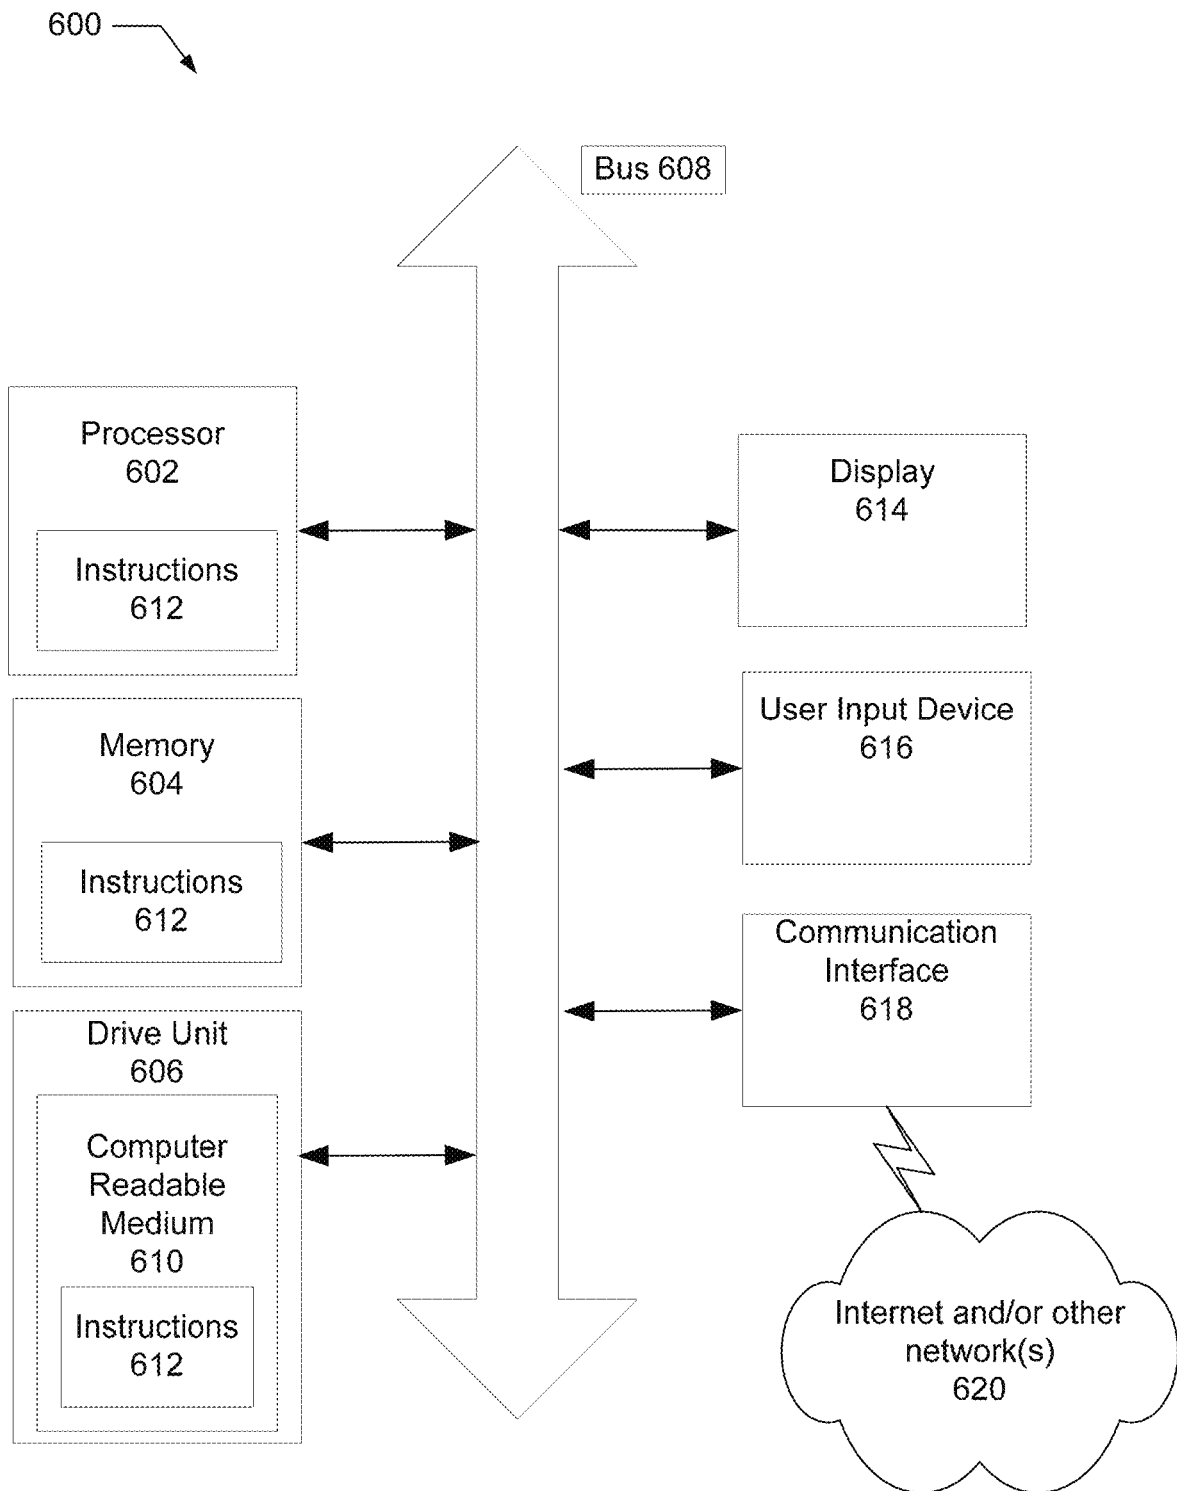 600
Bus 608
Processor
602
Instructions
612
Memory
604
Instructions
612
Drive Unit
606
Computer
Readable
Medium
610
Instructions
612
Display
614
User Input Device
616
Communication
Interface
618
Internet and/or other
network(s)
620